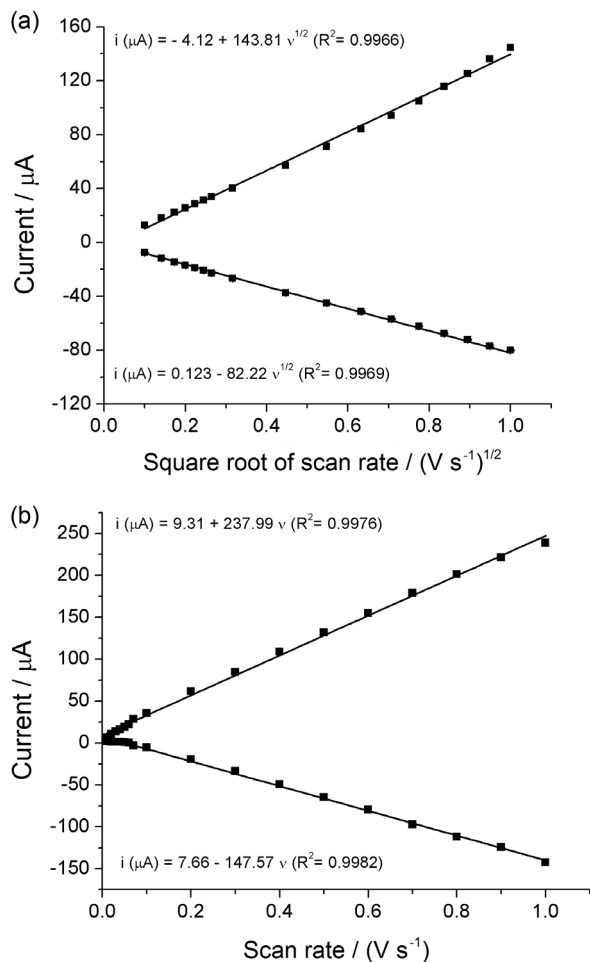 (a)
i (μA) = - 4.12 + 143.81 ν1/2 (R2= 0.9966)
160
120
80
40
0
-40
-80
-120
Current / μA
i (μA) = 0.123 - 82.22 ν1/2 (R2= 0.9969)
0.0 0.2 0.4 0.6 0.8 1.0
Square root of scan rate / (V s-1)1/2
(b)
i (μA) = 9.31 + 237.99 ν (R2= 0.9976)
250
200
150
100
50
0
-50
-100
-150
Current / μA
i (μA) = 7.66 - 147.57 ν (R2= 0.9982)
0.0 0.2 0.4 0.6 0.8 1.0
Scan rate / (V s-1)